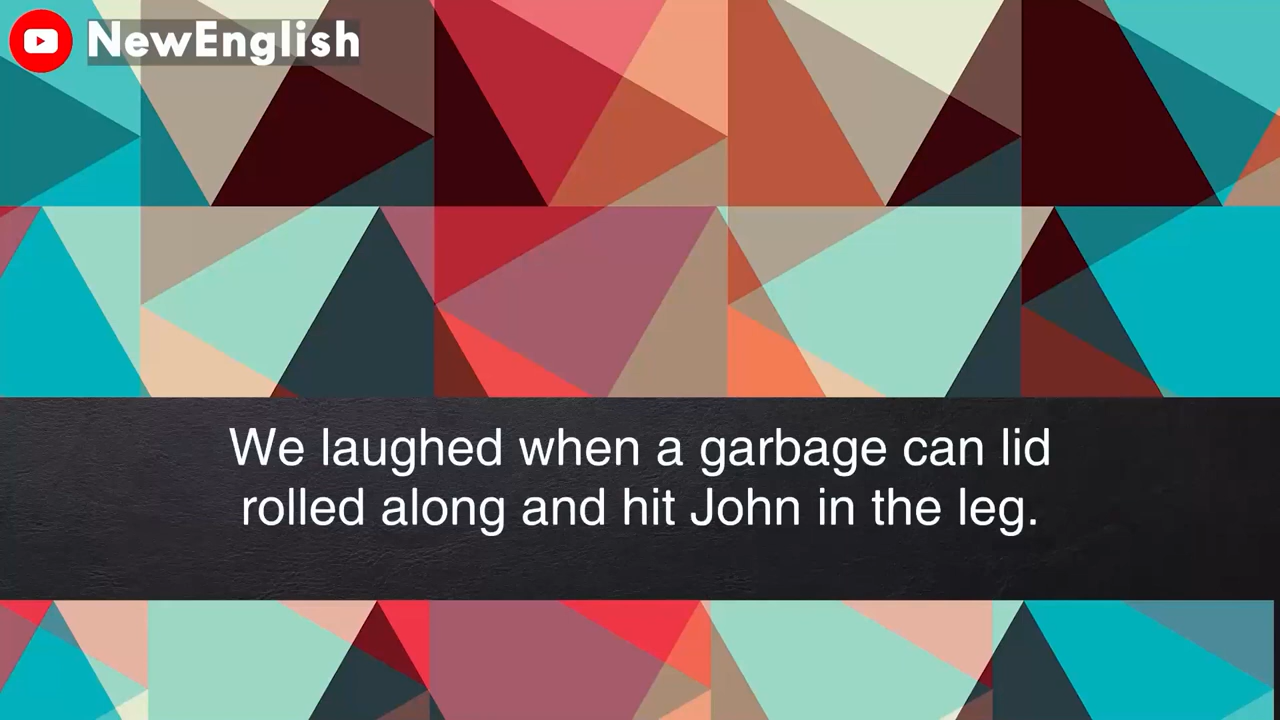 NewEnglish
We laughed when a garbage can lid
rolled along and hit John in the leg.